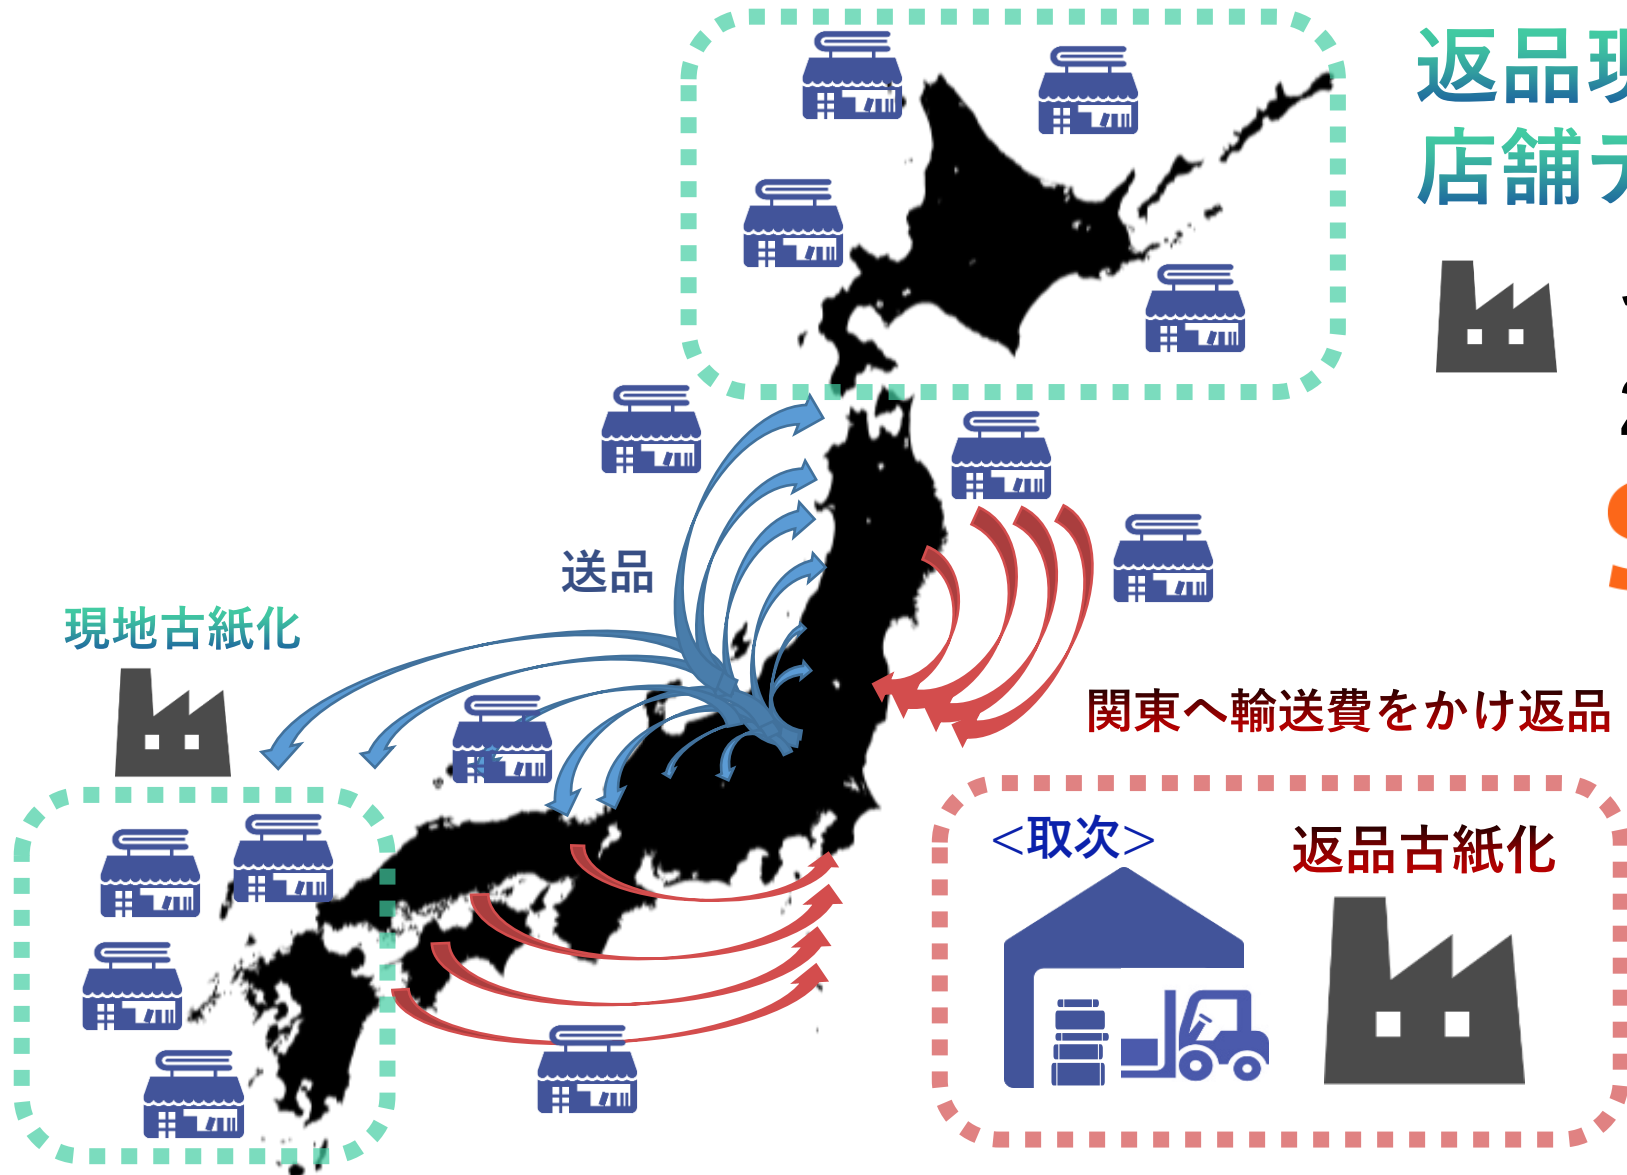 返品
店舗
送品
現地古紙化
関東へ輸送費をかけ返品
<取次>
返品古紙化